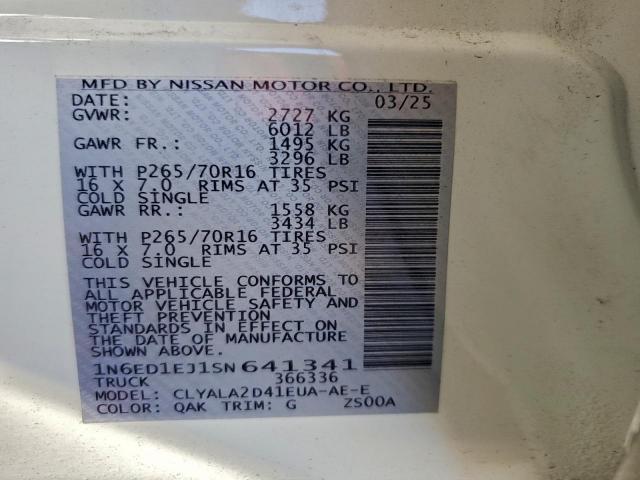 MFD BY NISSAN MOTOR CO., LTD.
DATE: 03/25
GVWR: 2727 KG
6012 LB
GAWR FR.: 1495 KG
3296 LB
WITH P265/70R16 TIRES
16 X 7.0 RIMS AT 35 PSI
COLD SINGLE
GAWR RR.: 1558 KG
3434 LB
WITH P265/70R16 TIRES
16 X 7.0 RIMS AT 35 PSI
COLD SINGLE
THIS VEHICLE CONFORMS TO
ALL APPLICABLE FEDERAL
MOTOR VEHICLE SAFETY AND
THEFT PREVENTION
STANDARDS IN EFFECT ON
THE DATE OF MANUFACTURE
SHOWN ABOVE.
1N6ED1EJ1SN641341
TRUCK 366336
MODEL: CLYALA2D41EUA-AE-E
COLOR: QAK TRIM: G ZS00A